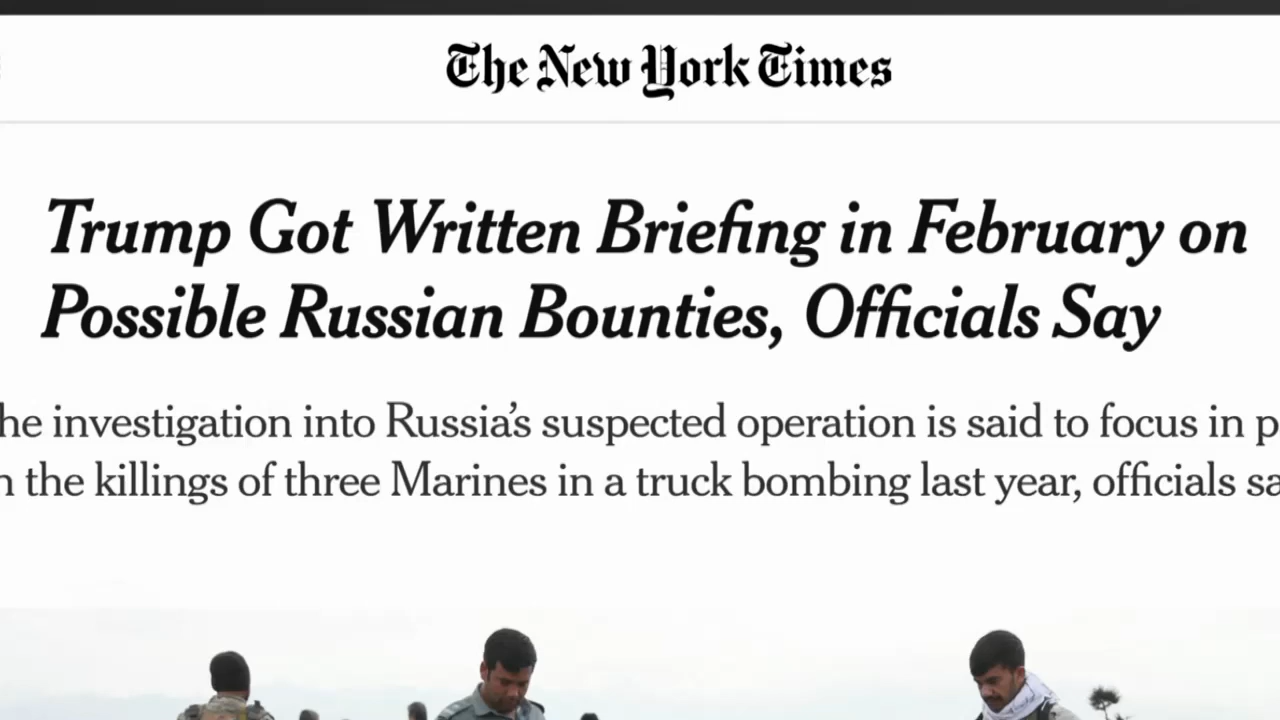 The New York Times
Trump Got Written Briefing in February on
Possible Russian Bounties, Officials Say
he investigation into Russia's suspected operation is said to focus in p
n the killings of three Marines in a truck bombing last year, officials sa